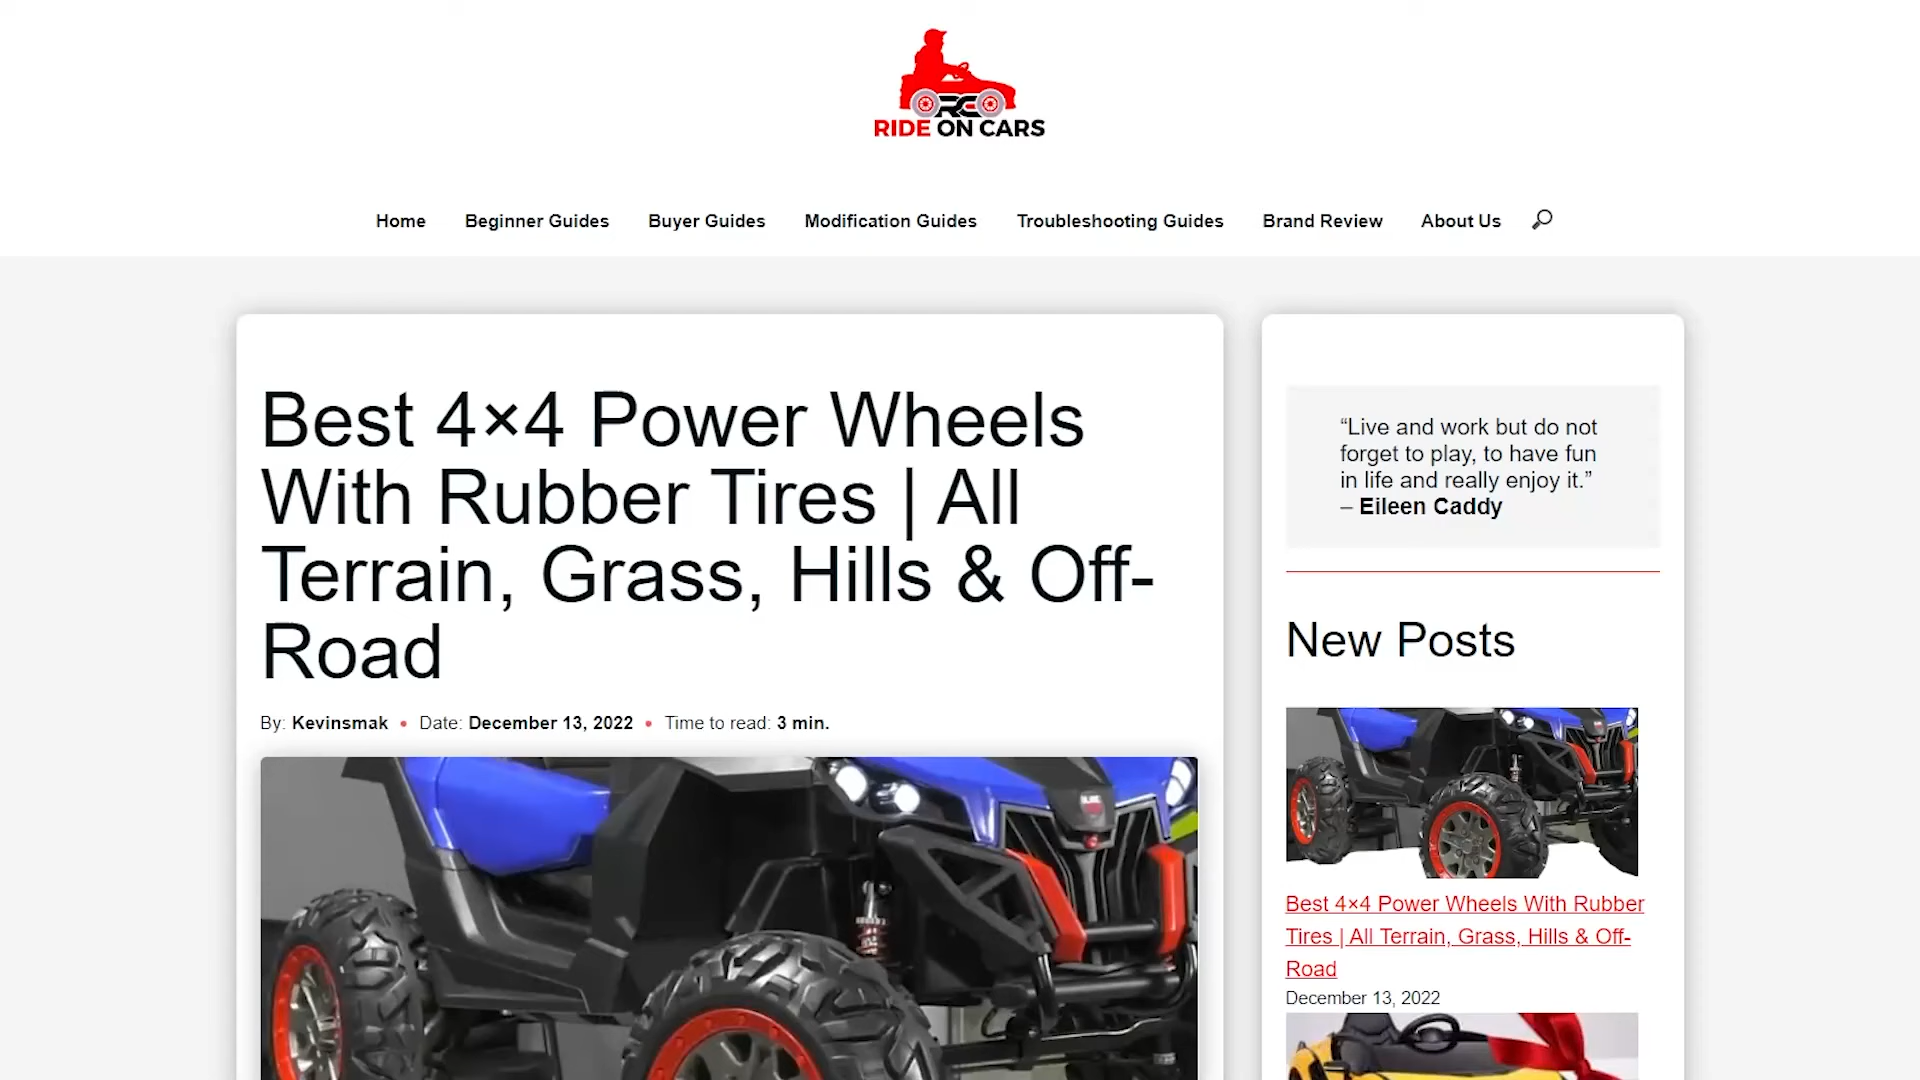 RIDE ON CARS
Home Beginner Guides Buyer Guides Modification Guides Troubleshooting Guides Brand Review About Us
Best 4×4 Power Wheels
With Rubber Tires | All
Terrain, Grass, Hills & Off-
Road
By: Kevinsmak • Date: December 13, 2022 • Time to read: 3 min.
“Live and work but do not
forget to play, to have fun
in life and really enjoy it.”
– Eileen Caddy
New Posts
Best 4×4 Power Wheels With Rubber
Tires | All Terrain, Grass, Hills & Off-
Road
December 13, 2022